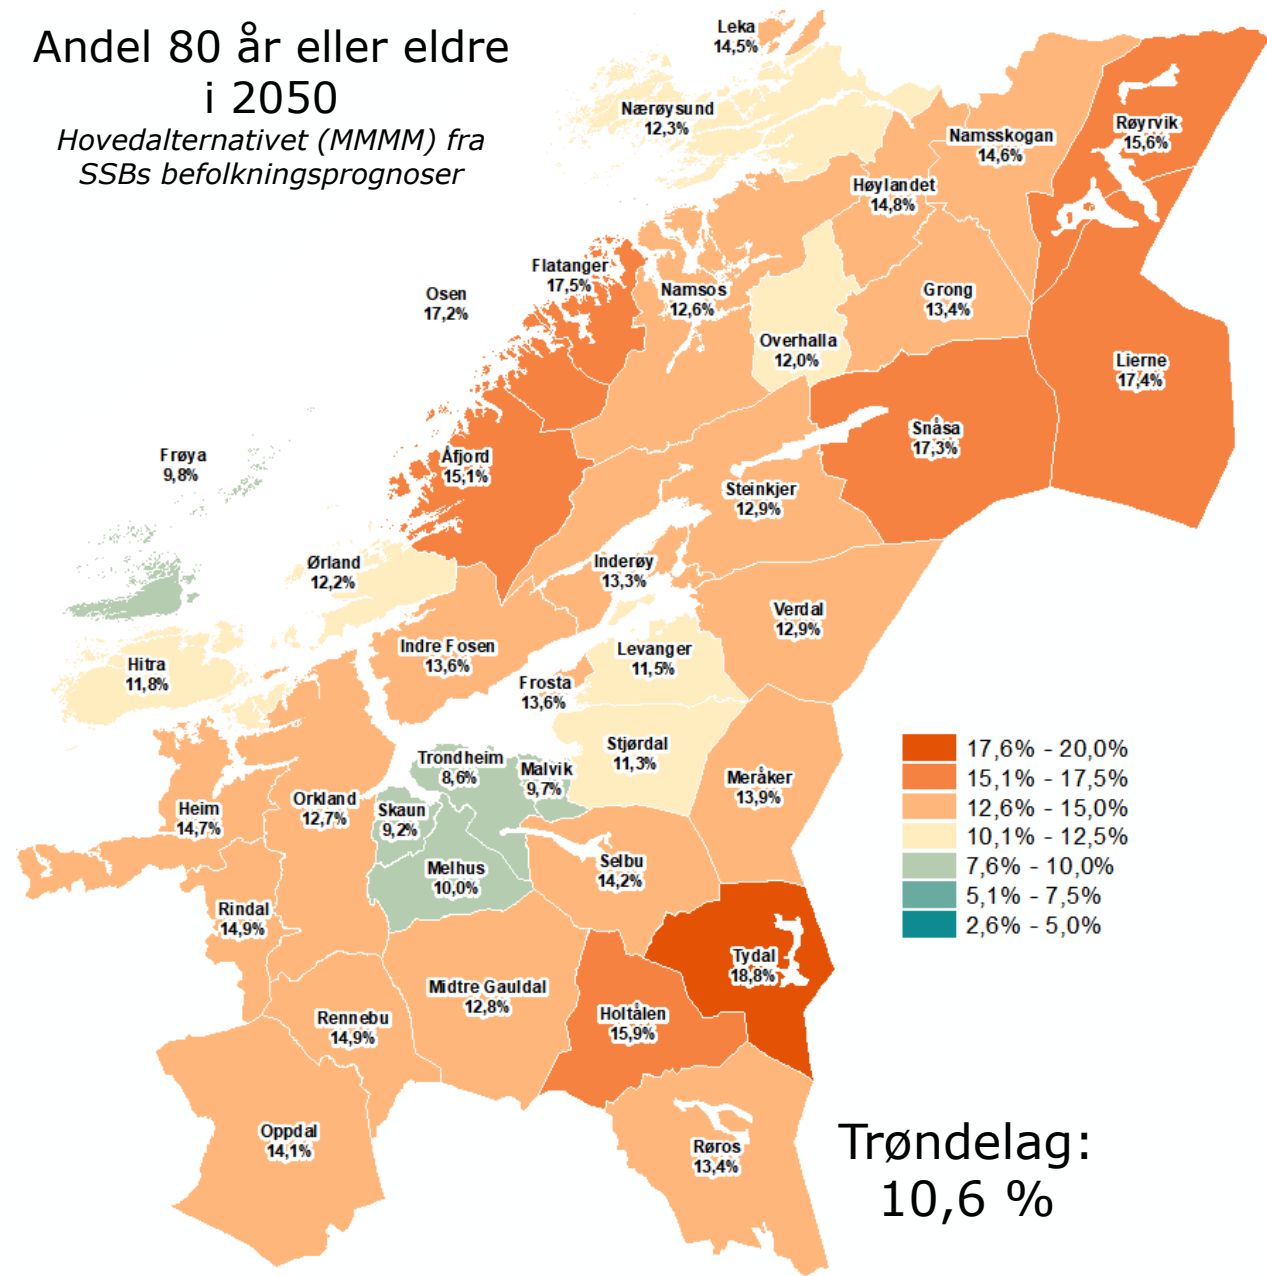 Andel 80 år eller eldre
i 2050
Hovedalternativet (MMMM) fra
SSBs befolkningsprognoser
Leka
14,5%
Nærøysund
12,3%
Namsskogan
14,6%
Røyrvik
15,6%
Høylandet
14,8%
Flatanger
17,5%
Osen
17,2%
Namsos
12,6%
Grong
13,4%
Overhalla
12,0%
Lierne
17,4%
Snåsa
17,3%
Frøya
9,8%
Åfjord
15,1%
Steinkjer
12,9%
Ørland
12,2%
Inderøy
13,3%
Verdal
12,9%
Indre Fosen
13,6%
Levanger
11,5%
Hitra
11,8%
Frosta
13,6%
Stjørdal
11,3%
Trondheim
8,6%
Malvik
9,7%
Meråker
13,9%
Heim
14,7%
Orkland
12,7%
Skaun
9,2%
Melhus
10,0%
Selbu
14,2%
Rindal
14,9%
Tydal
18,8%
Midtre Gauldal
12,8%
Holtålen
15,9%
Rennebu
14,9%
Oppdal
14,1%
Røros
13,4%
17,6% - 20,0%
15,1% - 17,5%
12,6% - 15,0%
10,1% - 12,5%
7,6% - 10,0%
5,1% - 7,5%
2,6% - 5,0%
Trøndelag:
10,6 %